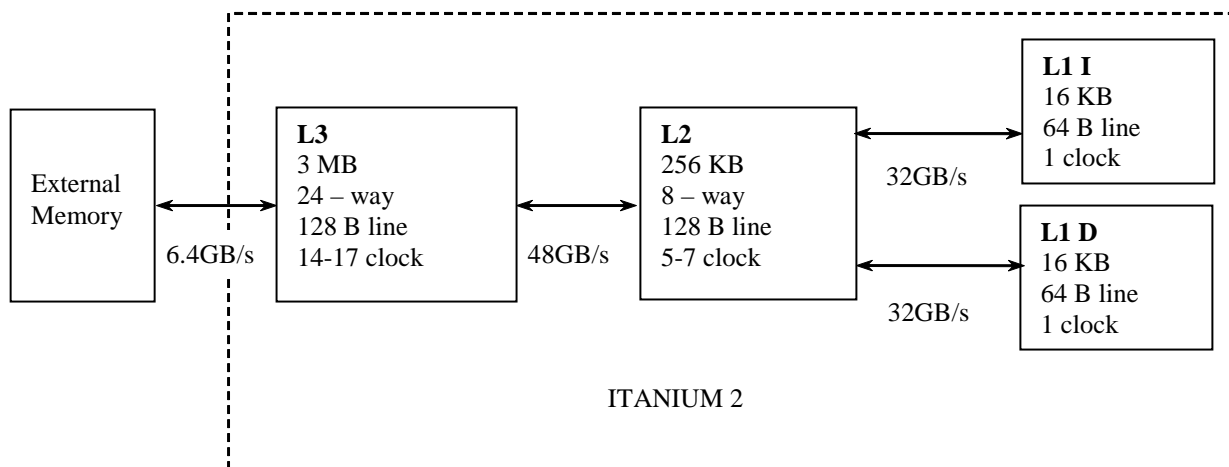 External
Memory
6.4GB/s
L3
3 MB
24 – way
128 B line
14-17 clock
48GB/s
L2
256 KB
8 – way
128 B line
5-7 clock
32GB/s
L1 I
16 KB
64 B line
1 clock
32GB/s
L1 D
16 KB
64 B line
1 clock
ITANIUM 2